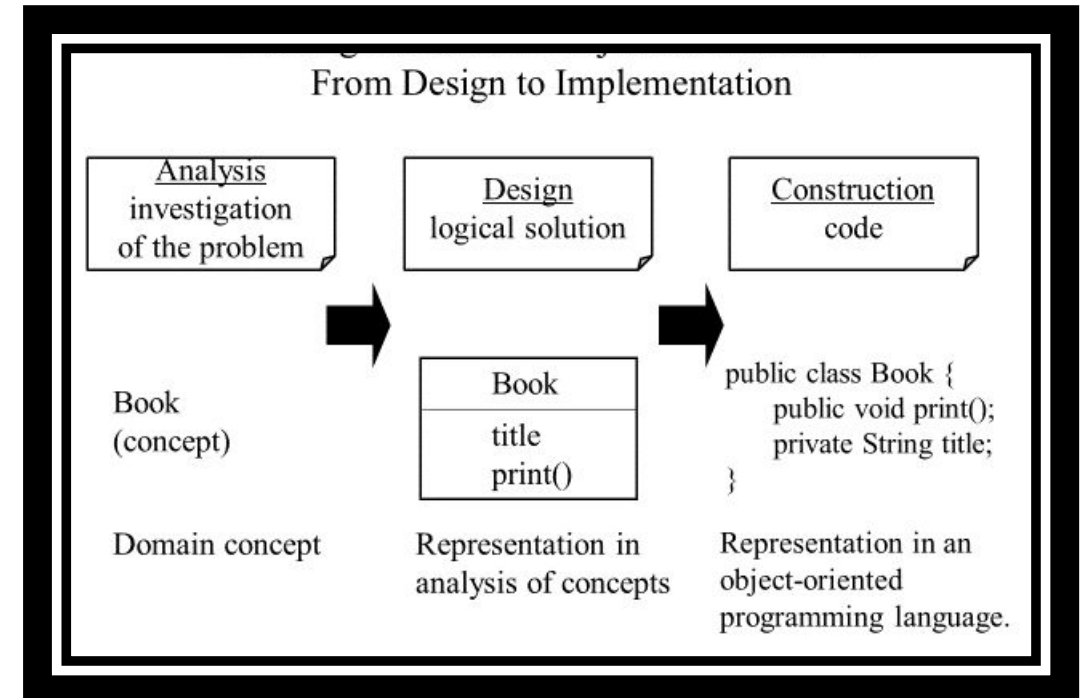 From Design to Implementation
Analysis
investigation
of the problem
Design
logical solution
Construction
code
Book
(concept)
Domain concept
Book
title
print()
Representation in
analysis of concepts
public class Book {
public void print();
private String title;
}
Representation in an
object-oriented
programming language.